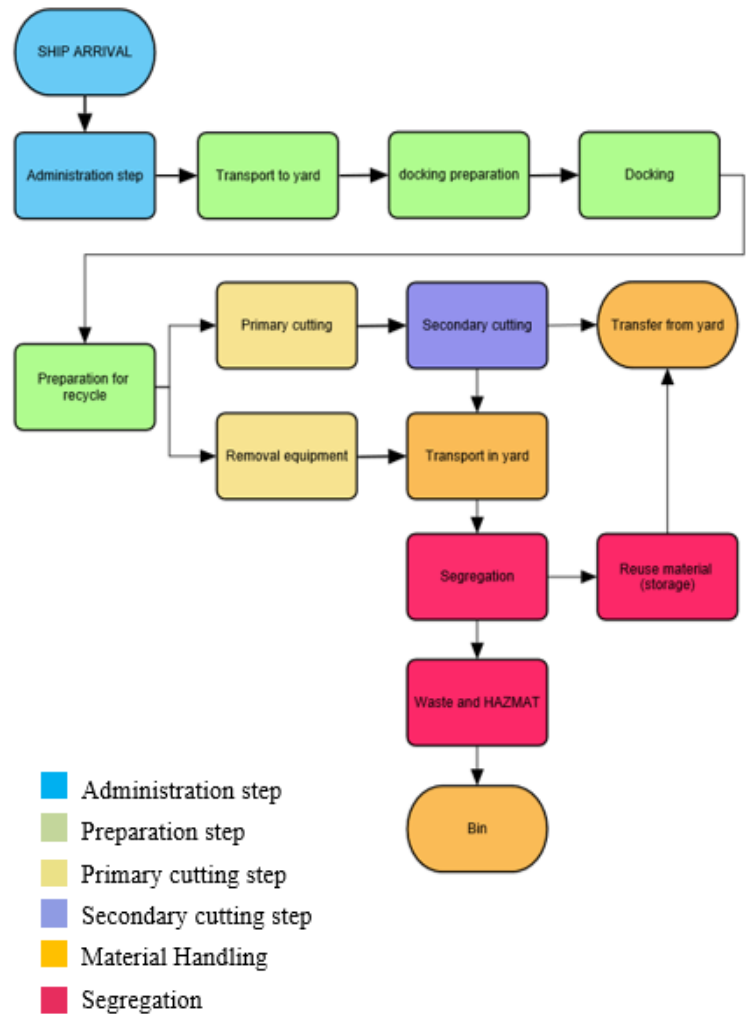 SHIP ARRIVAL
Administration step
Transport to yard
docking preparation
Docking
Primary cutting
Secondary cutting
Transfer from yard
Preparation for
recycle
Removal equipment
Transport in yard
Segregation
Reuse material
(storage)
Waste and HAZMAT
Bin
Administration step
Preparation step
Primary cutting step
Secondary cutting step
Material Handling
Segregation